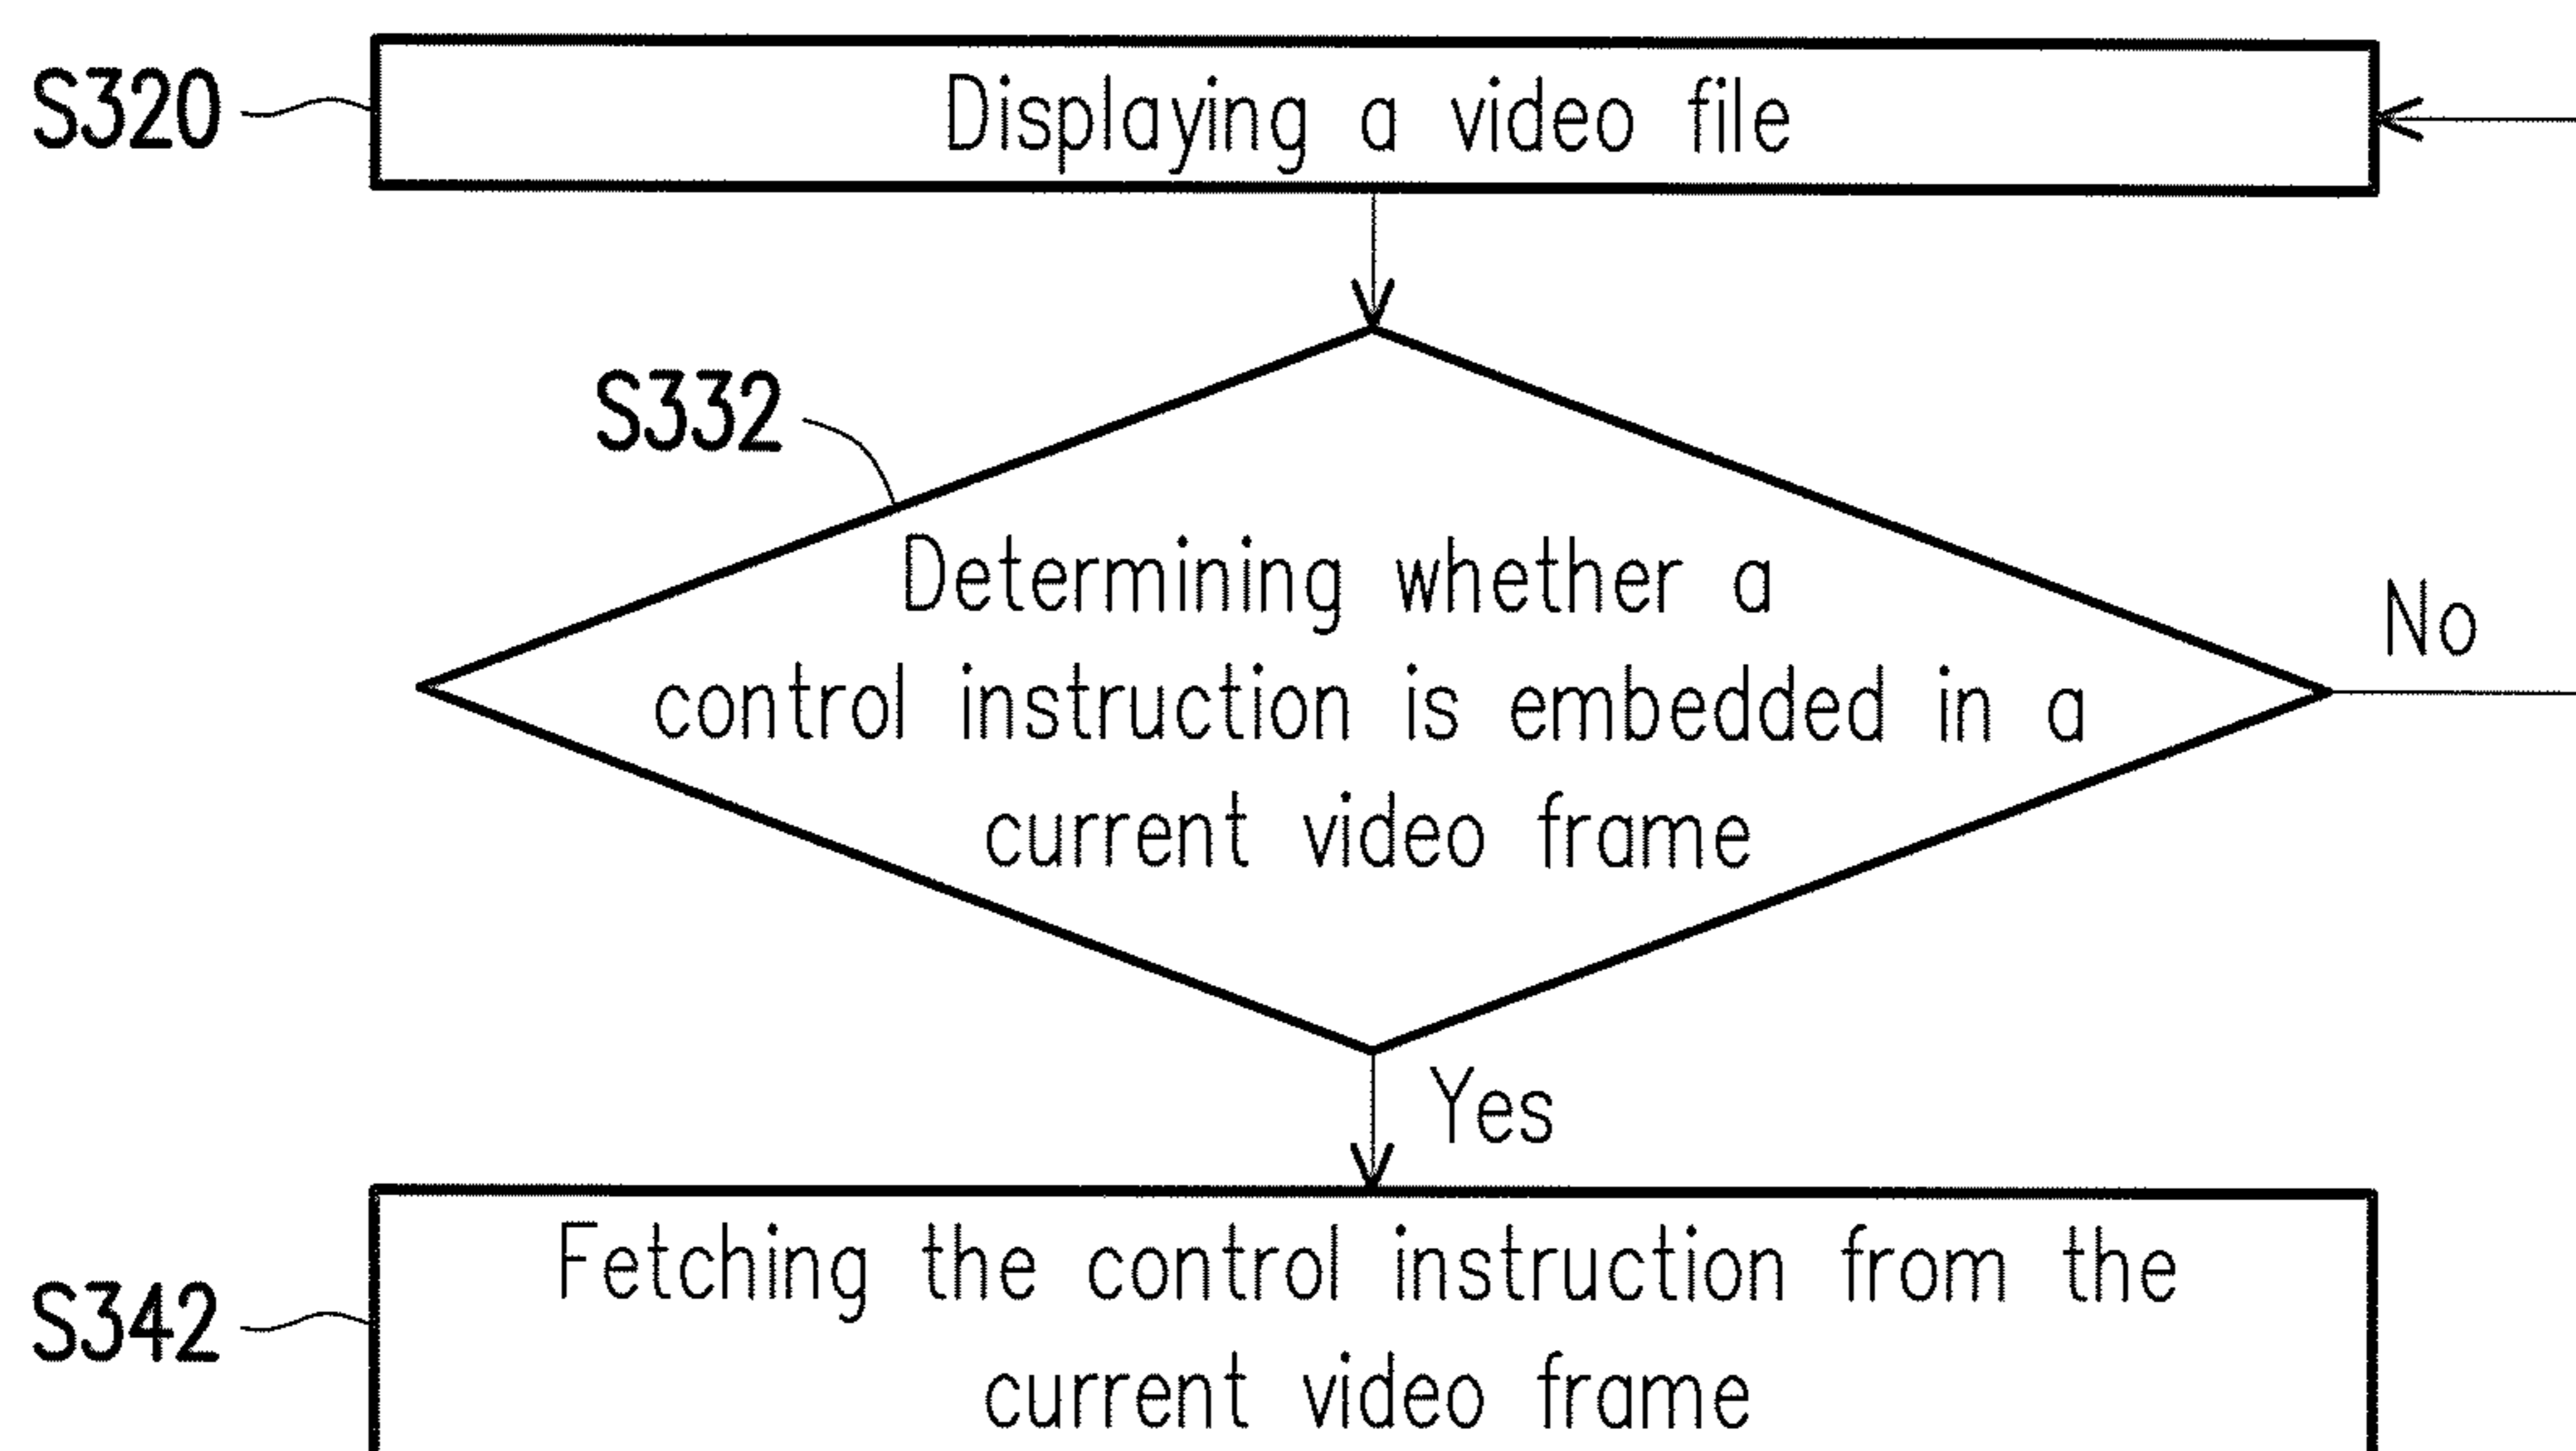 S320
Displaying a video file
S332
Determining whether a
control instruction is embedded in a
current video frame
No
Yes
Fetching the control instruction from the
S342
current video frame